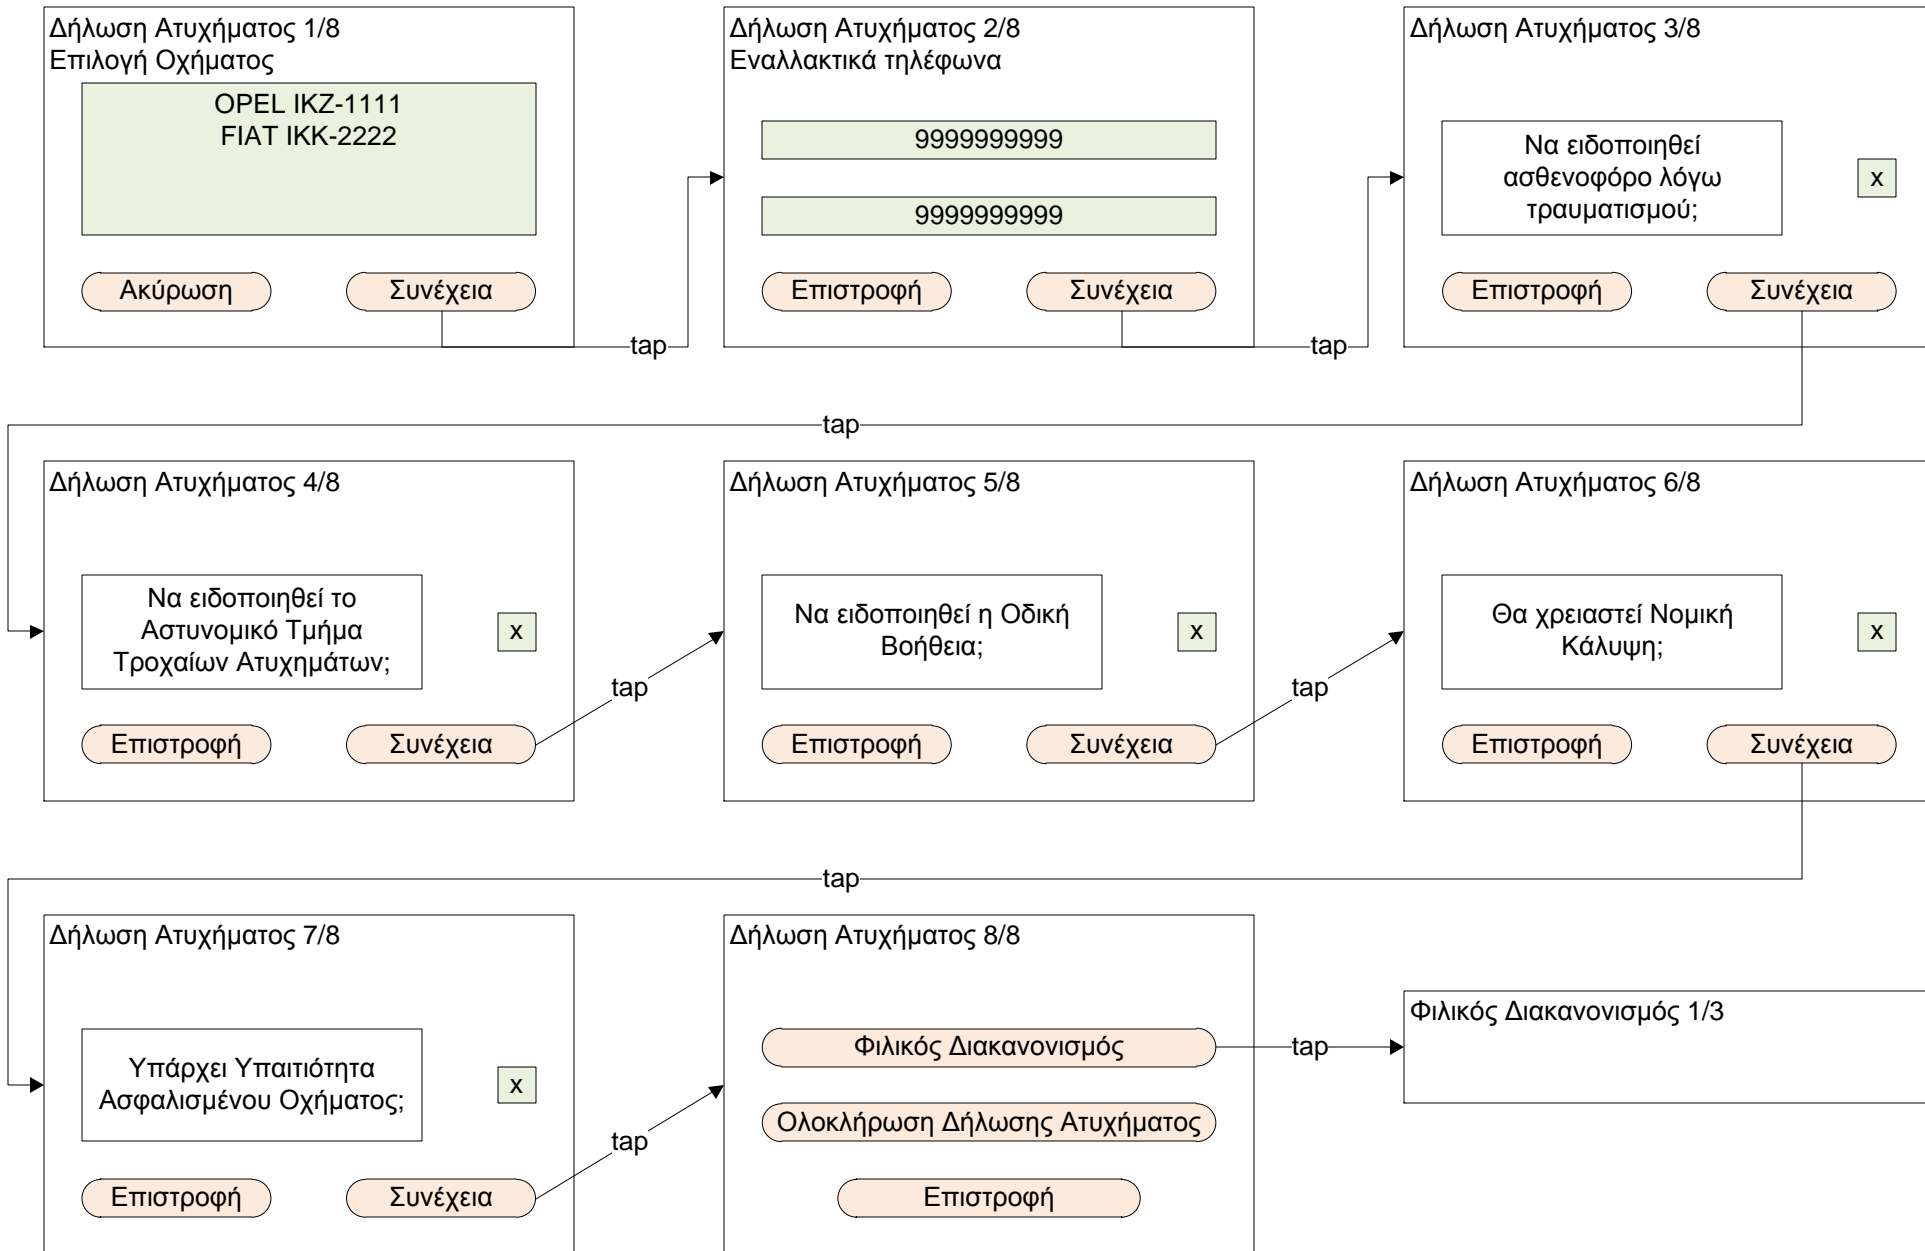 Δήλωση Ατυχήματος 1/8
Επιλογή Οχήματος
OPEL IKZ-1111
FIAT IKK-2222
Ακύρωση
Συνέχεια
tap
Δήλωση Ατυχήματος 2/8
Εναλλακτικά τηλέφωνα
9999999999
9999999999
Επιστροφή
Συνέχεια
tap
Δήλωση Ατυχήματος 3/8
Να ειδοποιηθεί
ασθενοφόρο λόγω
τραυματισμού;
x
Επιστροφή
Συνέχεια
tap
Δήλωση Ατυχήματος 4/8
Να ειδοποιηθεί το
Αστυνομικό Τμήμα
Τροχαίων Ατυχημάτων;
x
Επιστροφή
Συνέχεια
tap
Δήλωση Ατυχήματος 5/8
Να ειδοποιηθεί η Οδική
Βοήθεια;
x
Επιστροφή
Συνέχεια
tap
Δήλωση Ατυχήματος 6/8
Θα χρειαστεί Νομική
Κάλυψη;
x
Επιστροφή
Συνέχεια
tap
Δήλωση Ατυχήματος 7/8
Υπάρχει Υπαιτιότητα
Ασφαλισμένου Οχήματος;
x
Επιστροφή
Συνέχεια
tap
Δήλωση Ατυχήματος 8/8
Φιλικός Διακανονισμός
Ολοκλήρωση Δήλωσης Ατυχήματος
Επιστροφή
tap
Φιλικός Διακανονισμός 1/3